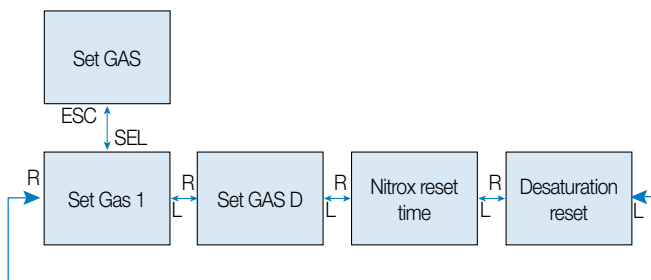 Set GAS
ESC
SEL
R
Set Gas 1
R
L
Set GAS D
R
L
Nitrox reset
time
R
L
Desaturation
reset
L